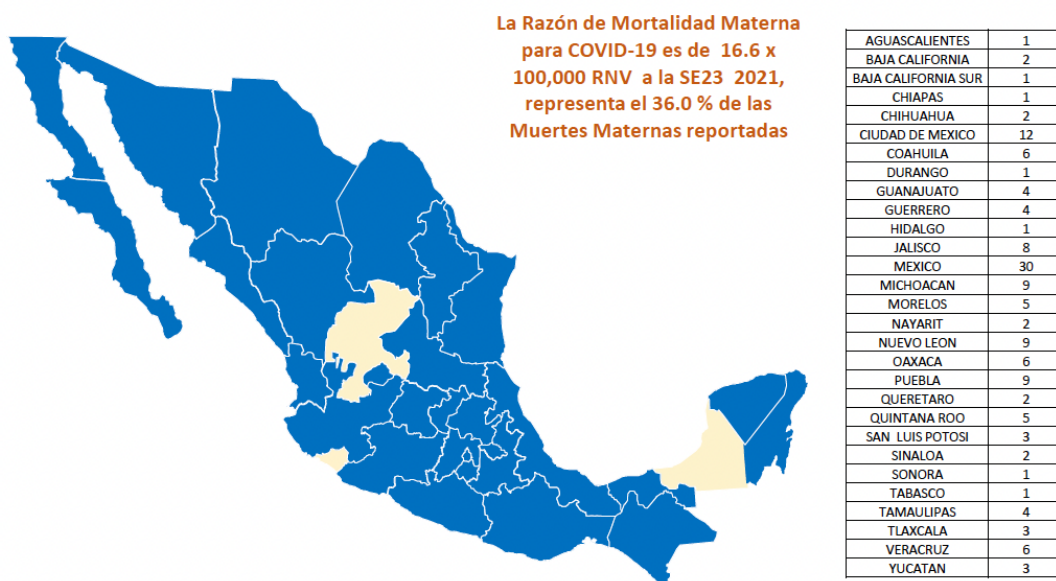 La Razón de Mortalidad Materna
para COVID-19 es de 16.6 x
100,000 RNV a la SE23 2021,
representa el 36.0 % de las
Muertes Maternas reportadas
AGUASCALIENTES 1
BAJA CALIFORNIA 2
BAJA CALIFORNIA SUR 1
CHIAPAS 1
CHIHUAHUA 2
CIUDAD DE MEXICO 12
COAHUILA 6
DURANGO 1
GUANAJUATO 4
GUERRERO 4
HIDALGO 1
JALISCO 8
MEXICO 30
MICHOACAN 9
MORELOS 5
NAYARIT 2
NUEVO LEON 9
OAXACA 6
PUEBLA 9
QUERETARO 2
QUINTANA ROO 5
SAN LUIS POTOSI 3
SINALOA 2
SONORA 1
TABASCO 1
TAMAULIPAS 4
TLAXCALA 3
VERACRUZ 6
YUCATAN 3